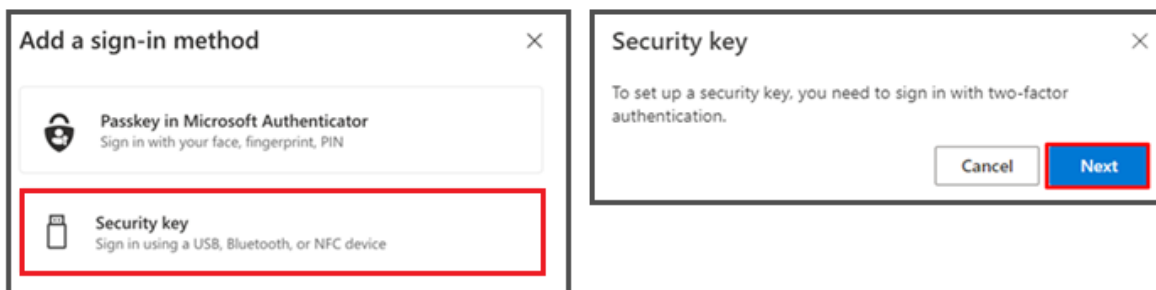 Add a sign-in method
Passkey in Microsoft Authenticator
Sign in with your face, fingerprint, PIN
Security key
Sign in using a USB, Bluetooth, or NFC device
Security key
To set up a security key, you need to sign in with two-factor
authentication.
Cancel
Next